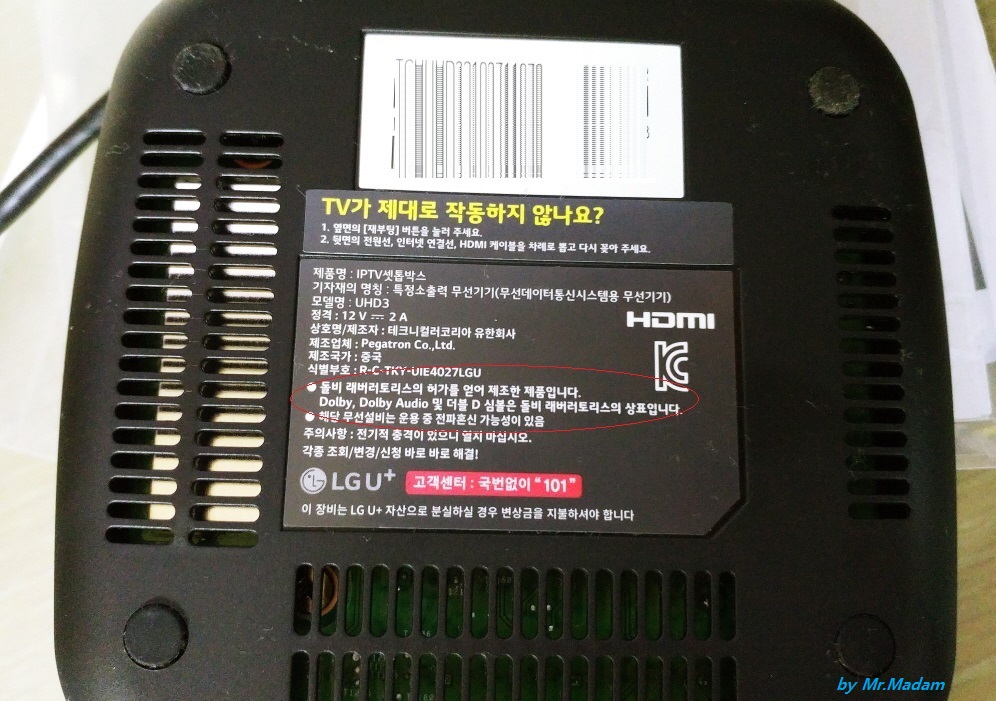 TV가 제대로 작동하지 않나요?
1. 옆면의 [재부팅] 버튼을 눌러 주세요.
2. 뒷면의 전원선, 인터넷 연결선, HDMI 케이블을 차례로 뽑고 다시 꽂아 주세요.
제품명 : IPTV셋톱박스
기자재의 명칭 : 특정소출력 무선기기(무선데이터통신시스템용 무선기기)
모델명 : UHD3
정격 : 12 V ⎓ 2 A
HDMI
상호명/제조자 : 테크니컬러코리아 유한회사
제조업체 : Pegatron Co.,Ltd.
제조국가 : 중국
식별부호 : R-C-TKY-UIE4027LGU
● 돌비 래버러토리스의 허가를 얻어 제조한 제품입니다.
Dolby, Dolby Audio 및 더블 D 심볼은 돌비 래버러토리스의 상표입니다.
● 해당 무선설비는 운용 중 전파혼신 가능성이 있음
주의사항 : 전기적 충격이 있으니 열지 마십시오.
각종 조회/변경/신청 바로 바로 해결!
LG U+ 고객센터 : 국번없이 “101”
이 장비는 LG U+ 자산으로 분실하실 경우 변상금을 지불하셔야 합니다
by Mr.Madam